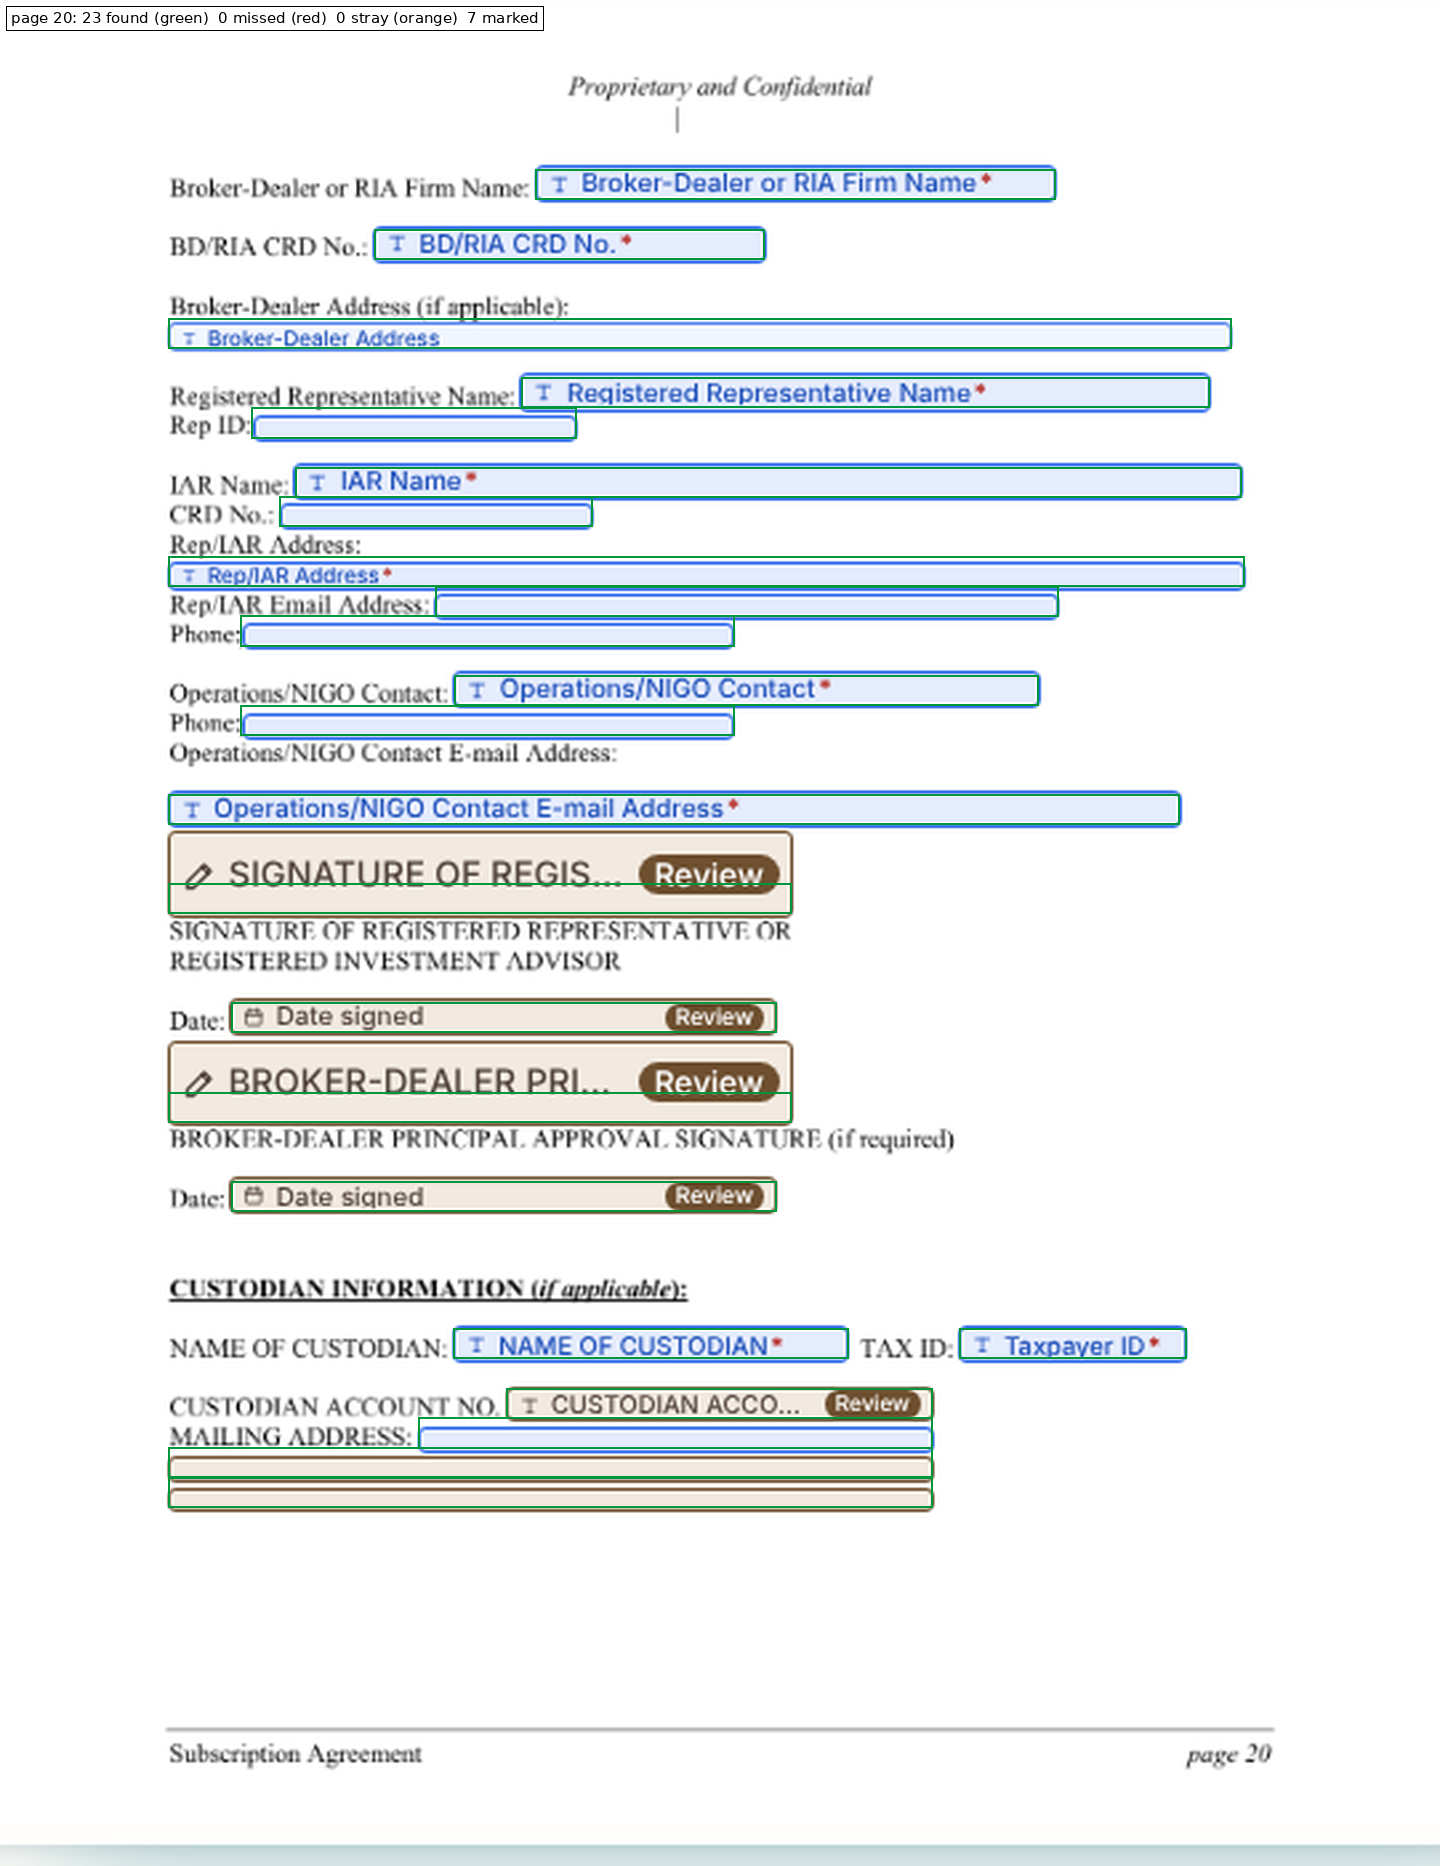 page 20: 23 found (green) 0 missed (red) 0 stray (orange) 7 marked
Proprietary and Confidential
Broker-Dealer or RIA Firm Name: Broker-Dealer or RIA Firm Name*
BD/RIA CRD No.: BD/RIA CRD No.*
Broker-Dealer Address (if applicable):
Broker-Dealer Address
Registered Representative Name: Registered Representative Name*
Rep ID:
IAR Name: IAR Name*
CRD No.:
Rep/IAR Address:
Rep/IAR Address*
Rep/IAR Email Address:
Phone:
Operations/NIGO Contact: Operations/NIGO Contact*
Phone:
Operations/NIGO Contact E-mail Address:
Operations/NIGO Contact E-mail Address*
SIGNATURE OF REGIS... Review
SIGNATURE OF REGISTERED REPRESENTATIVE OR
REGISTERED INVESTMENT ADVISOR
Date: Date signed Review
BROKER-DEALER PRI... Review
BROKER-DEALER PRINCIPAL APPROVAL SIGNATURE (if required)
Date: Date signed Review
CUSTODIAN INFORMATION (if applicable):
NAME OF CUSTODIAN: NAME OF CUSTODIAN* TAX ID: Taxpayer ID*
CUSTODIAN ACCOUNT NO. CUSTODIAN ACCO... Review
MAILING ADDRESS:
Subscription Agreement page 20